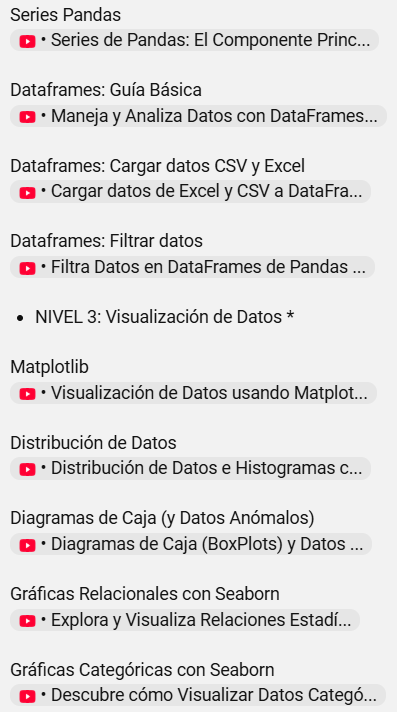 Series Pandas
• Series de Pandas: El Componente Princ...
Dataframes: Guía Básica
• Maneja y Analiza Datos con DataFrames...
Dataframes: Cargar datos CSV y Excel
• Cargar datos de Excel y CSV a DataFra...
Dataframes: Filtrar datos
• Filtra Datos en DataFrames de Pandas ...
• NIVEL 3: Visualización de Datos *
Matplotlib
• Visualización de Datos usando Matplot...
Distribución de Datos
• Distribución de Datos e Histogramas c...
Diagramas de Caja (y Datos Anómalos)
• Diagramas de Caja (BoxPlots) y Datos ...
Gráficas Relacionales con Seaborn
• Explora y Visualiza Relaciones Estadí...
Gráficas Categóricas con Seaborn
• Descubre cómo Visualizar Datos Categó...